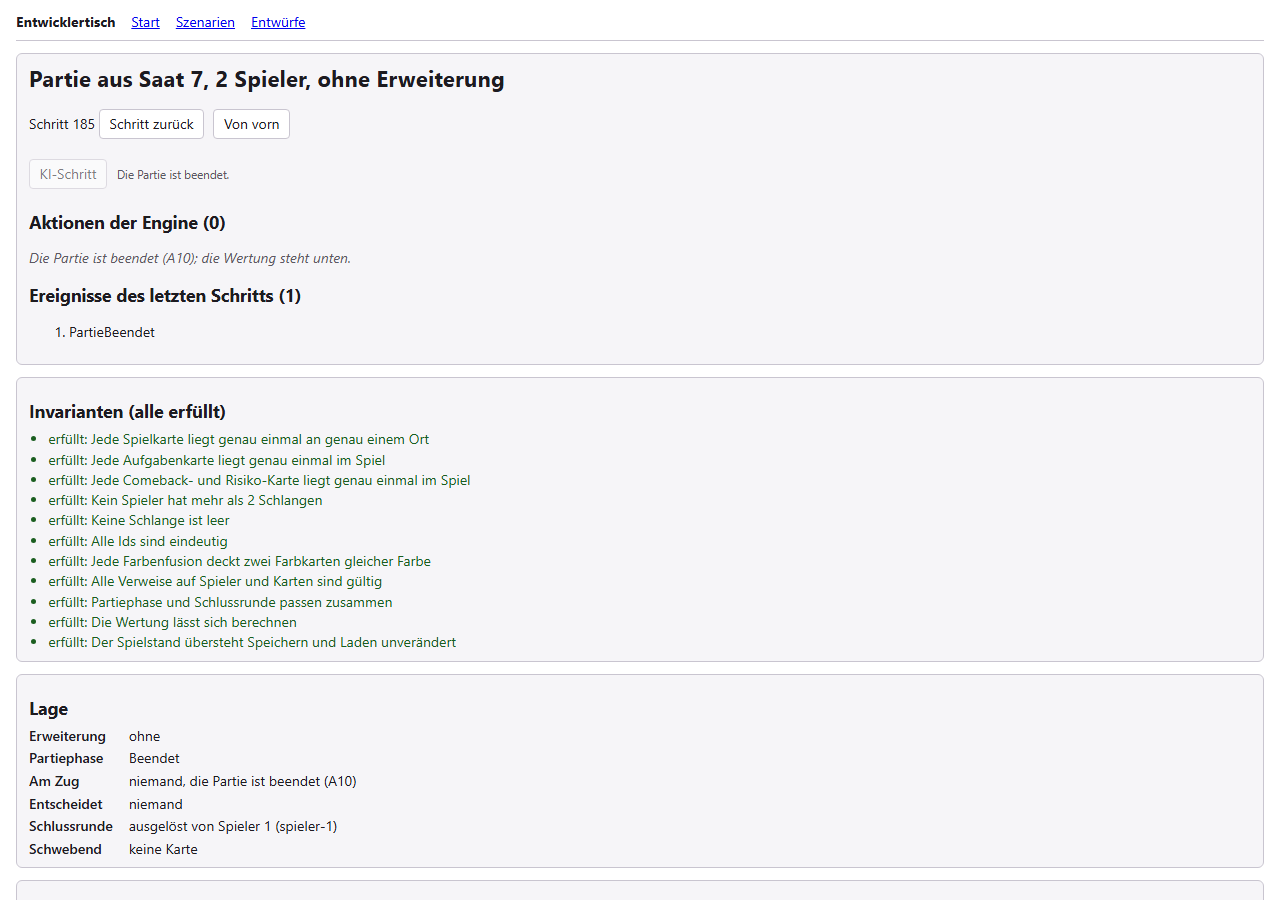 Entwicklertisch Start Szenarien Entwürfe
Partie aus Saat 7, 2 Spieler, ohne Erweiterung
Schritt 185 Schritt zurück Von vorn
KI-Schritt Die Partie ist beendet.
Aktionen der Engine (0)
Die Partie ist beendet (A10); die Wertung steht unten.
Ereignisse des letzten Schritts (1)
1. PartieBeendet
Invarianten (alle erfüllt)
• erfüllt: Jede Spielkarte liegt genau einmal an genau einem Ort
• erfüllt: Jede Aufgabenkarte liegt genau einmal im Spiel
• erfüllt: Jede Comeback- und Risiko-Karte liegt genau einmal im Spiel
• erfüllt: Kein Spieler hat mehr als 2 Schlangen
• erfüllt: Keine Schlange ist leer
• erfüllt: Alle Ids sind eindeutig
• erfüllt: Jede Farbenfusion deckt zwei Farbkarten gleicher Farbe
• erfüllt: Alle Verweise auf Spieler und Karten sind gültig
• erfüllt: Partiephase und Schlussrunde passen zusammen
• erfüllt: Die Wertung lässt sich berechnen
• erfüllt: Der Spielstand übersteht Speichern und Laden unverändert
Lage
Erweiterung ohne
Partiephase Beendet
Am Zug niemand, die Partie ist beendet (A10)
Entscheidet niemand
Schlussrunde ausgelöst von Spieler 1 (spieler-1)
Schwebend keine Karte